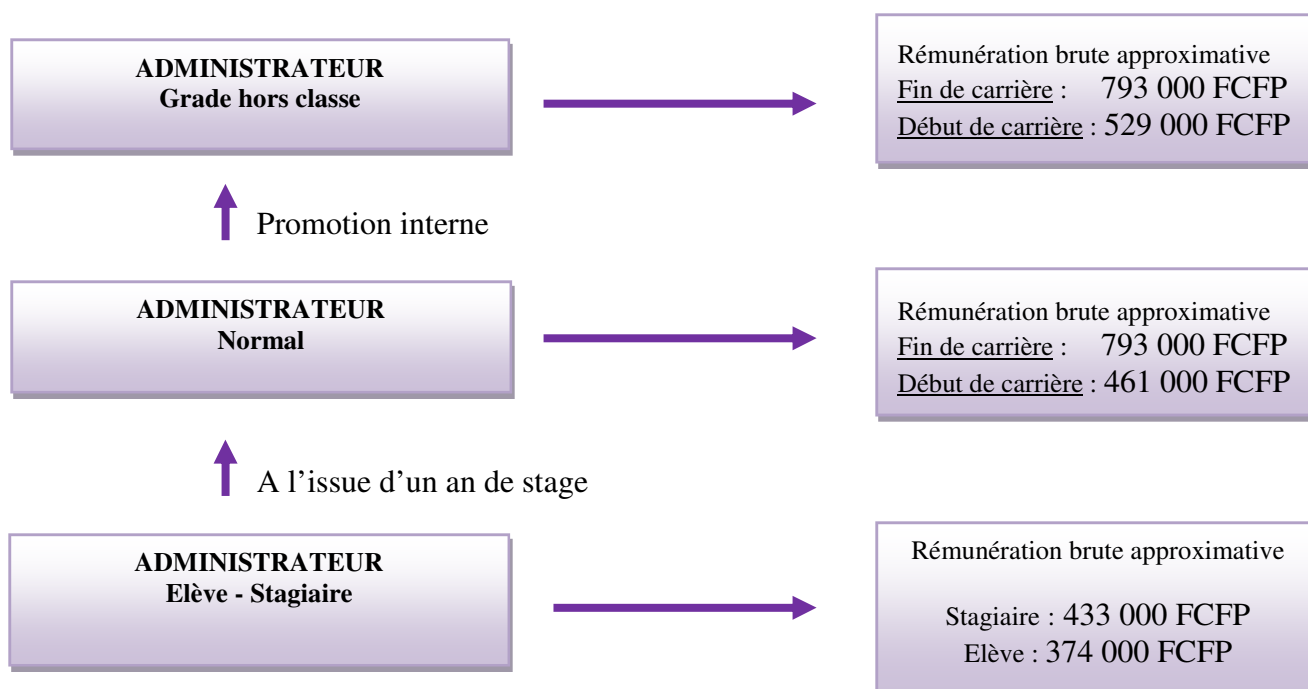 ADMINISTRATEUR
Grade hors classe
Rémunération brute approximative
Fin de carrière : 793 000 FCFP
Début de carrière : 529 000 FCFP
Promotion interne
ADMINISTRATEUR
Normal
Rémunération brute approximative
Fin de carrière : 793 000 FCFP
Début de carrière : 461 000 FCFP
A l’issue d’un an de stage
ADMINISTRATEUR
Elève - Stagiaire
Rémunération brute approximative
Stagiaire : 433 000 FCFP
Elève : 374 000 FCFP